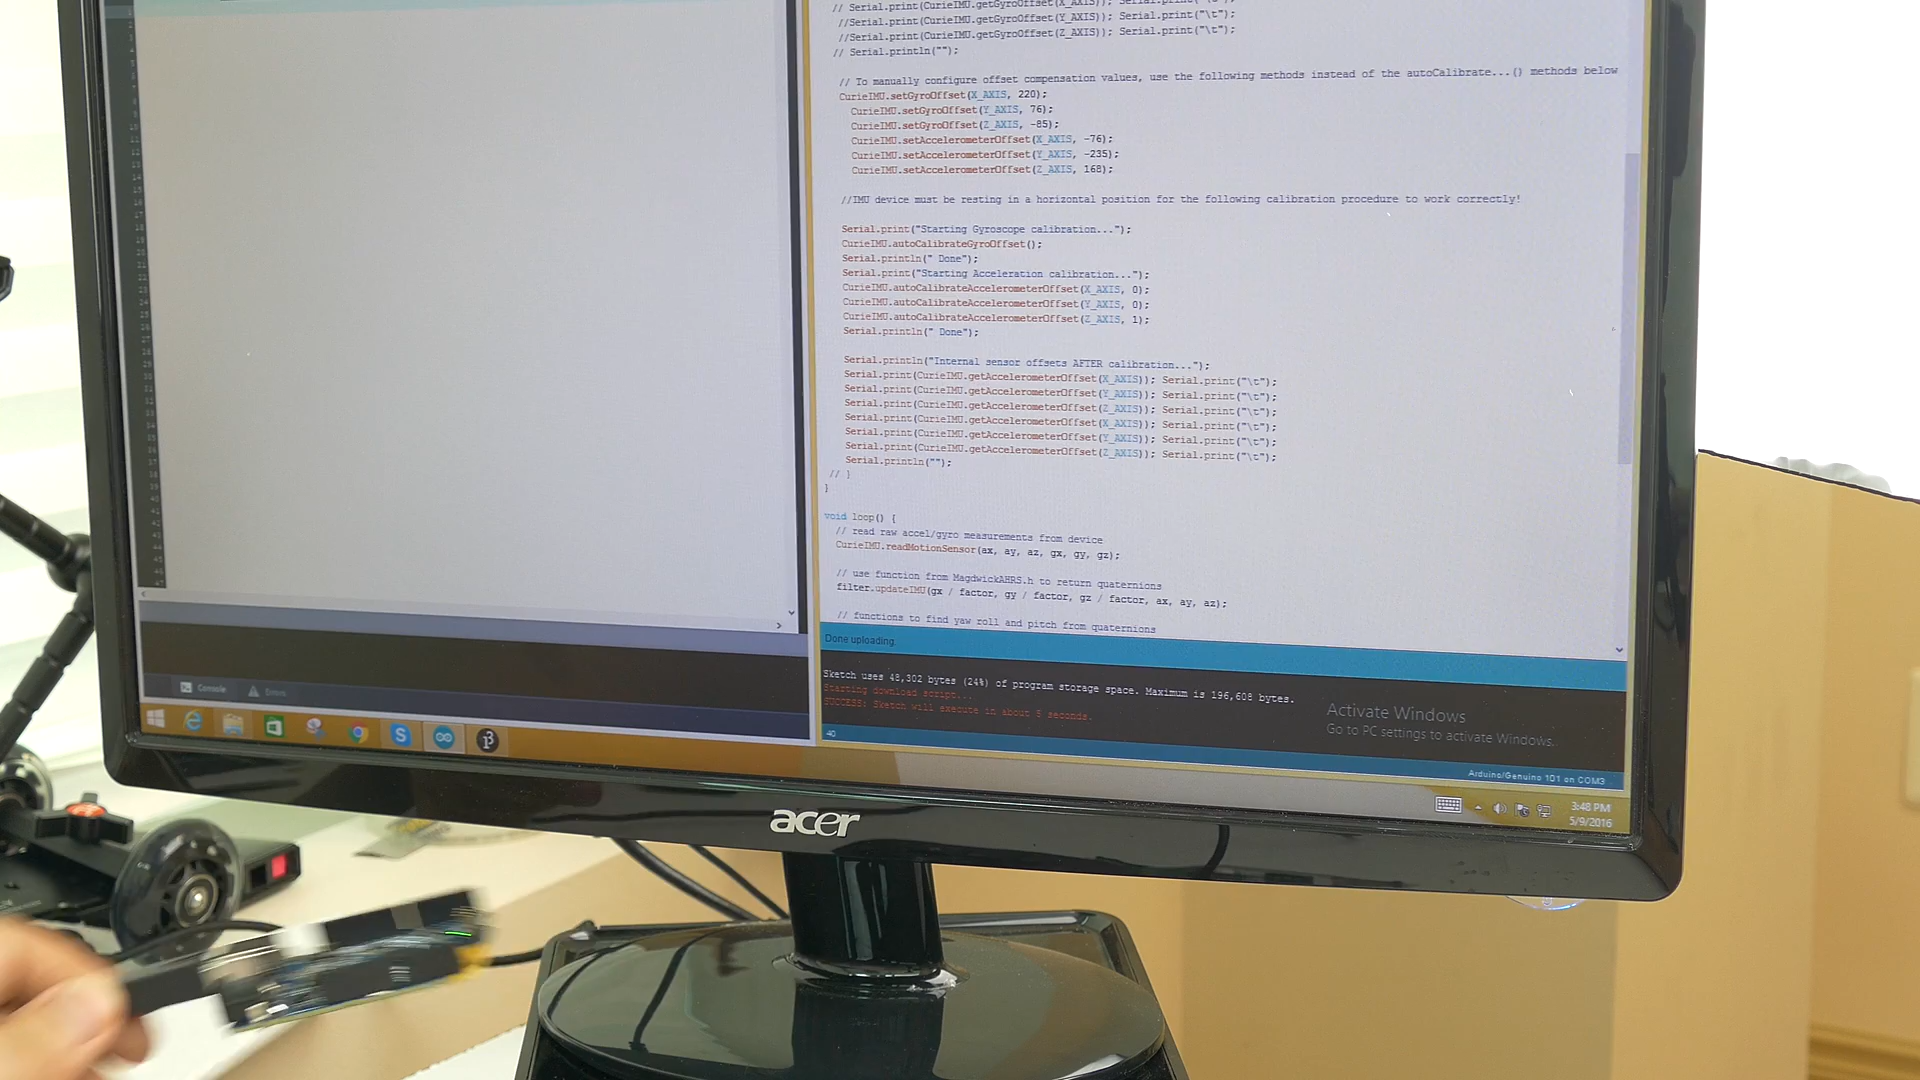 // Serial.print(CurieIMU.getGyroOffset(X_AXIS)); Serial.print("\t");
//Serial.print(CurieIMU.getGyroOffset(Y_AXIS)); Serial.print("\t");
//Serial.print(CurieIMU.getGyroOffset(Z_AXIS)); Serial.print("\t");
// Serial.println("");
// To manually configure offset compensation values, use the following methods instead of the autoCalibrate...() methods below
CurieIMU.setGyroOffset(X_AXIS, 220);
CurieIMU.setGyroOffset(Y_AXIS, 76);
CurieIMU.setGyroOffset(Z_AXIS, -85);
CurieIMU.setAccelerometerOffset(X_AXIS, -76);
CurieIMU.setAccelerometerOffset(Y_AXIS, -235);
CurieIMU.setAccelerometerOffset(Z_AXIS, 168);
//IMU device must be resting in a horizontal position for the following calibration procedure to work correctly!
Serial.print("Starting Gyroscope calibration...");
CurieIMU.autoCalibrateGyroOffset();
Serial.println(" Done");
Serial.print("Starting Acceleration calibration...");
CurieIMU.autoCalibrateAccelerometerOffset(X_AXIS, 0);
CurieIMU.autoCalibrateAccelerometerOffset(Y_AXIS, 0);
CurieIMU.autoCalibrateAccelerometerOffset(Z_AXIS, 1);
Serial.println(" Done");
Serial.println("Internal sensor offsets AFTER calibration...");
Serial.print(CurieIMU.getAccelerometerOffset(X_AXIS)); Serial.print("\t");
Serial.print(CurieIMU.getAccelerometerOffset(Y_AXIS)); Serial.print("\t");
Serial.print(CurieIMU.getAccelerometerOffset(Z_AXIS)); Serial.print("\t");
Serial.print(CurieIMU.getAccelerometerOffset(X_AXIS)); Serial.print("\t");
Serial.print(CurieIMU.getAccelerometerOffset(Y_AXIS)); Serial.print("\t");
Serial.print(CurieIMU.getAccelerometerOffset(Z_AXIS)); Serial.print("\t");
Serial.println("");
// }
}
void loop() {
// read raw accel/gyro measurements from device
CurieIMU.readMotionSensor(ax, ay, az, gx, gy, gz);
// use function from MagdwickAHRS.h to return quaternions
filter.updateIMU(gx / factor, gy / factor, gz / factor, ax, ay, az);
// functions to find yaw roll and pitch from quaternions
Done uploading.
Sketch uses 48,302 bytes (24%) of program storage space. Maximum is 196,608 bytes.
Starting download script...
SUCCESS: Sketch will execute in about 5 seconds.
Activate Windows
Go to PC settings to activate Windows.
40
Arduino/Genuino 101 on COM3
Console
Errors
3:48 PM
5/9/2016
acer